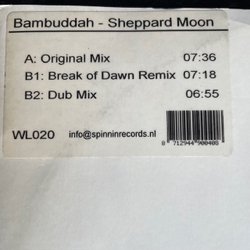 Bambuddah - Sheppard Moon
A: Original Mix 07:36
B1: Break of Dawn Remix 07:18
B2: Dub Mix 06:55
WL020 info@spinninrecords.nl
8 712944 900408